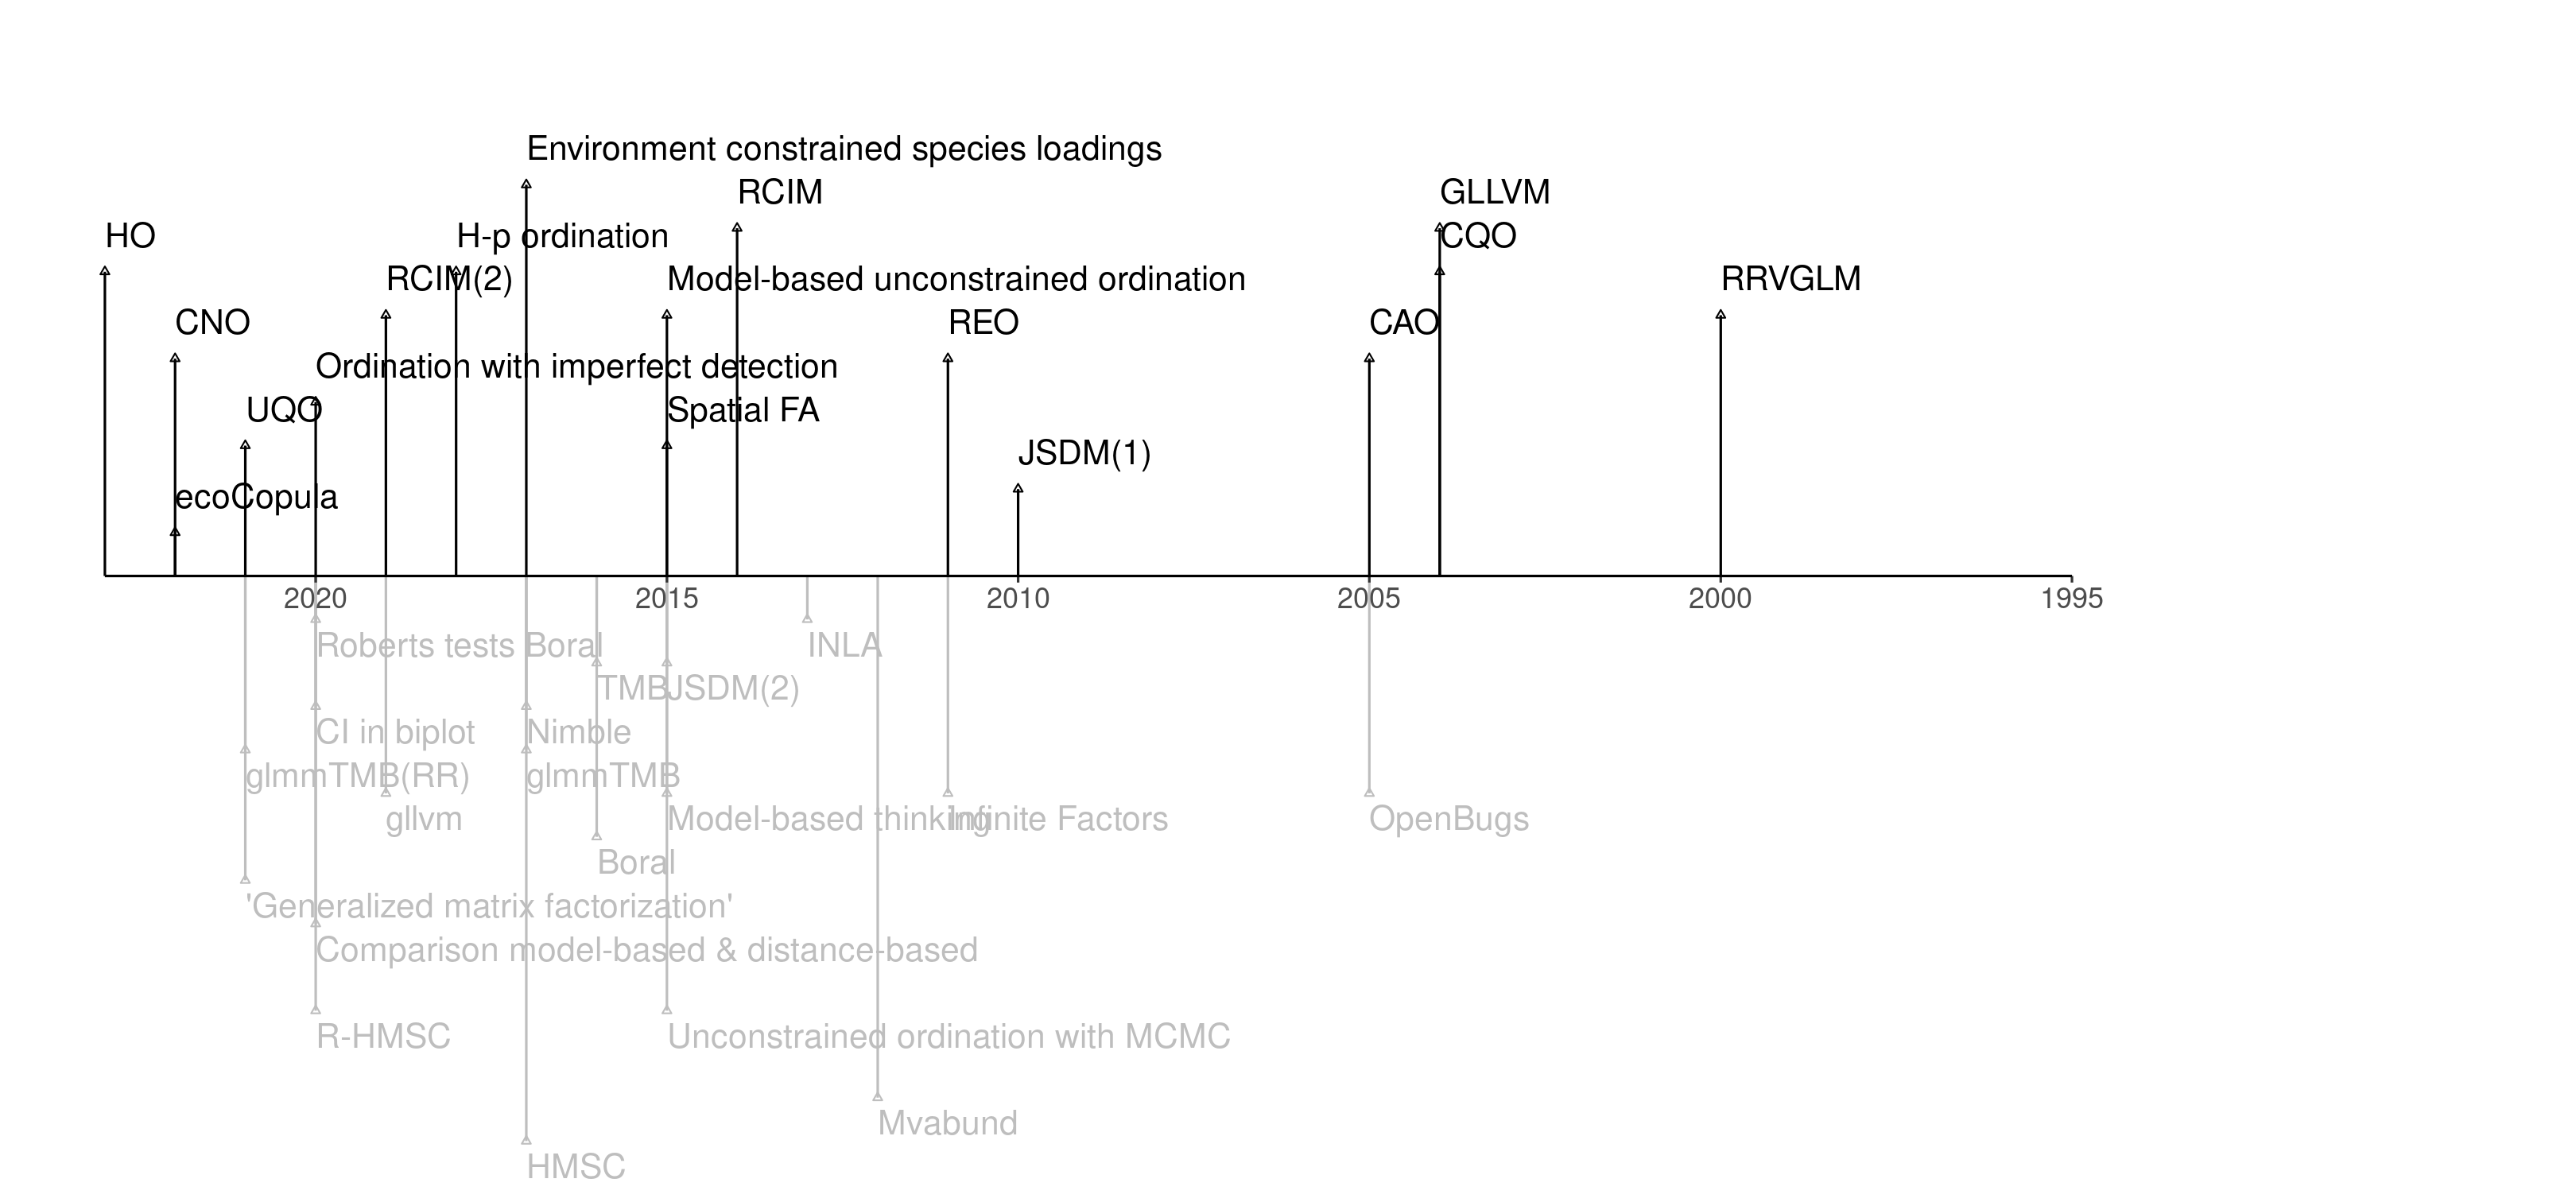 Environment constrained species loadings
RCIM
GLLVM
HO
H-p ordination
CQO
RCIM(2)
Model-based unconstrained ordination
RRVGLM
CNO
REO
CAO
Ordination with imperfect detection
UQO
Spatial FA
JSDM(1)
ecoCopula
2020
2015
2010
2005
2000
1995
Roberts tests Boral
INLA
TMB
JSDM(2)
CI in biplot
Nimble
glmmTMB(RR)
glmmTMB
gllvm
Model-based thinking
Infinite Factors
OpenBugs
Boral
'Generalized matrix factorization'
Comparison model-based & distance-based
R-HMSC
Unconstrained ordination with MCMC
Mvabund
HMSC